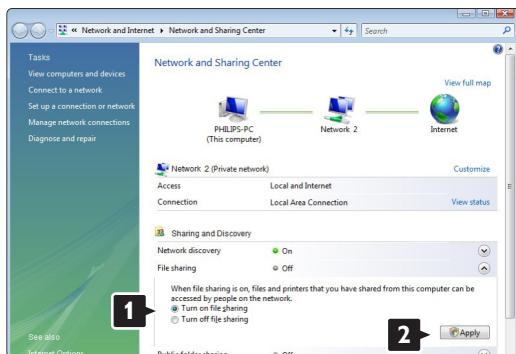 « Network and Internet ▸ Network and Sharing Center
Search
Tasks
View computers and devices
Connect to a network
Set up a connection or network
Manage network connections
Diagnose and repair
See also
Internet Options
Network and Sharing Center
View full map
PHILIPS-PC
(This computer)
Network 2
Internet
Network 2 (Private network)
Customize
Access Local and Internet
Connection Local Area Connection View status
Sharing and Discovery
Network discovery On
File sharing Off
When file sharing is on, files and printers that you have shared from this computer can be
accessed by people on the network.
1
Turn on file sharing
Turn off file sharing
2
Apply
Public folder sharing Off